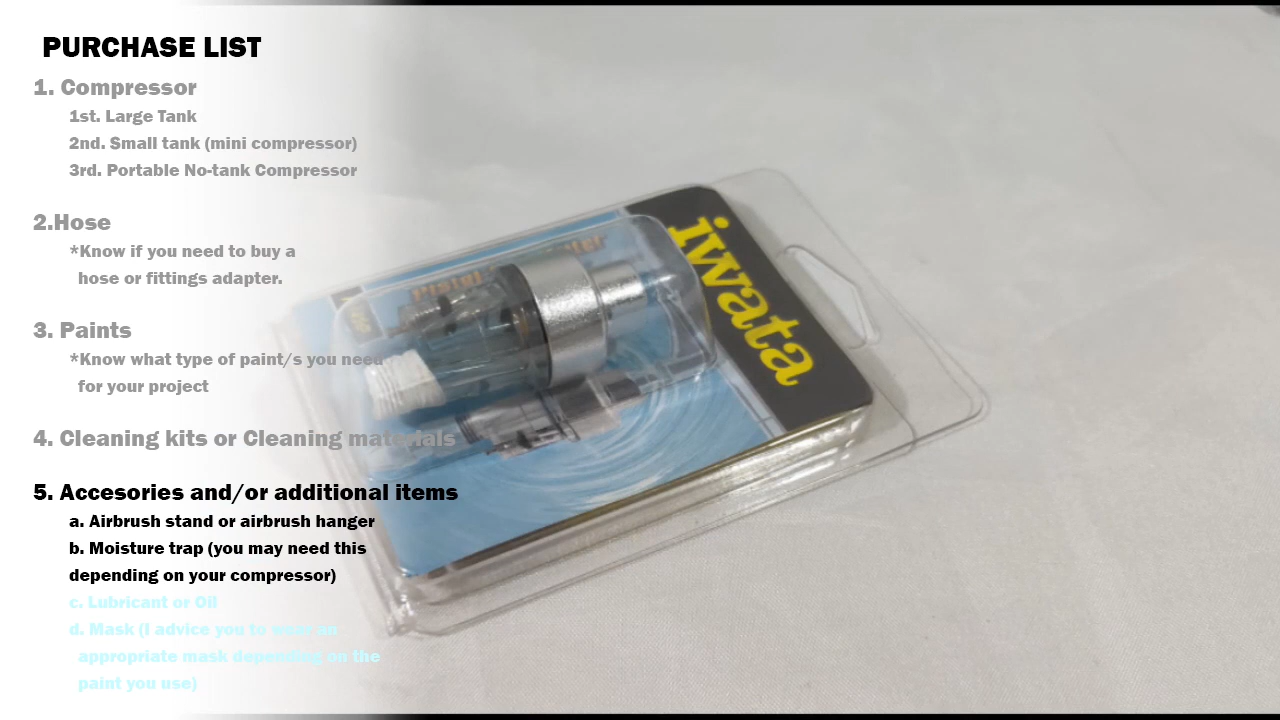 PURCHASE LIST
1. Compressor
1st. Large Tank
2nd. Small tank (mini compressor)
3rd. Portable No-tank Compressor
2.Hose
*Know if you need to buy a
hose or fittings adapter.
3. Paints
*Know what type of paint/s you need
for your project
4. Cleaning kits or Cleaning materials
5. Accesories and/or additional items
a. Airbrush stand or airbrush hanger
b. Moisture trap (you may need this
depending on your compressor)
c. Lubricant or Oil
d. Mask (I advice you to wear an
appropriate mask depending on the
paint you use)
iwata
Pistol